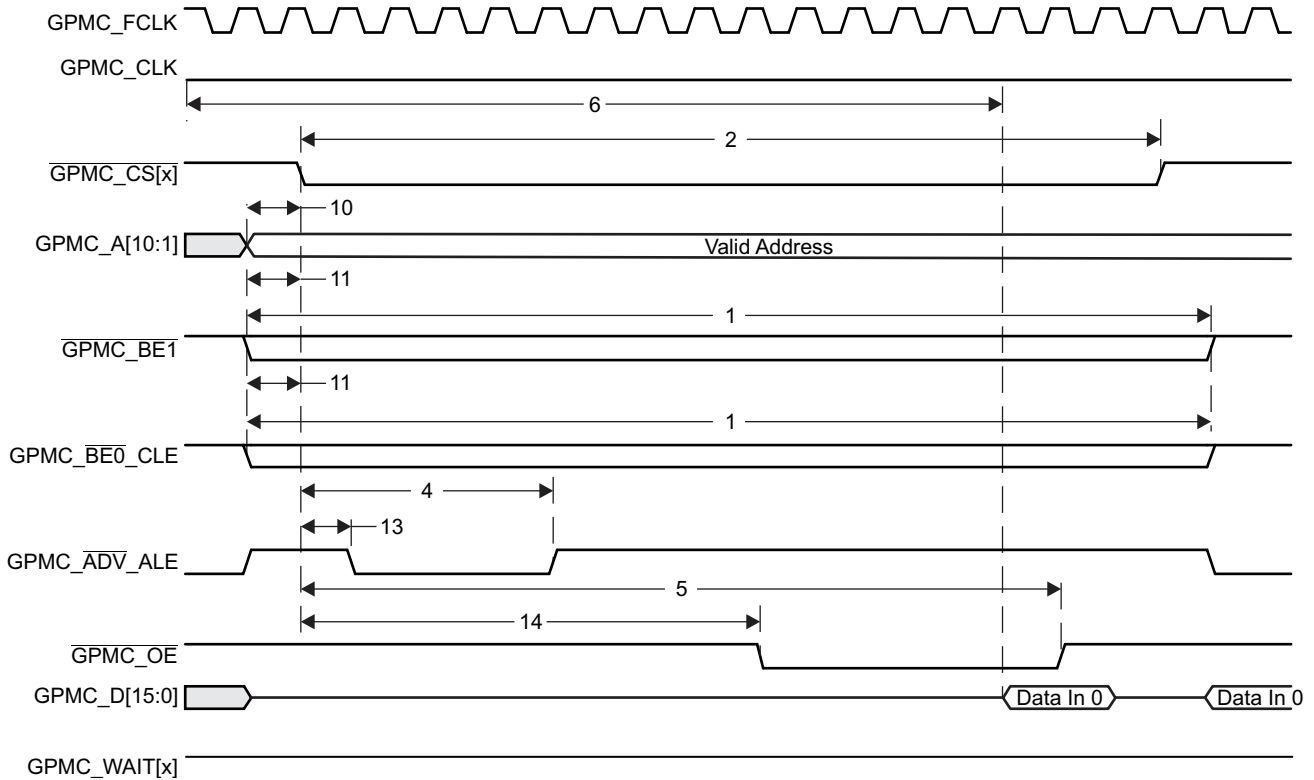 GPMC_FCLK
GPMC_CLK
6
2
GPMC_CS[x]
10
GPMC_A[10:1]
Valid Address
11
1
GPMC_BE1
11
1
GPMC_BE0_CLE
4
13
GPMC_ADV_ALE
5
14
GPMC_OE
GPMC_D[15:0]
Data In 0
Data In 0
GPMC_WAIT[x]